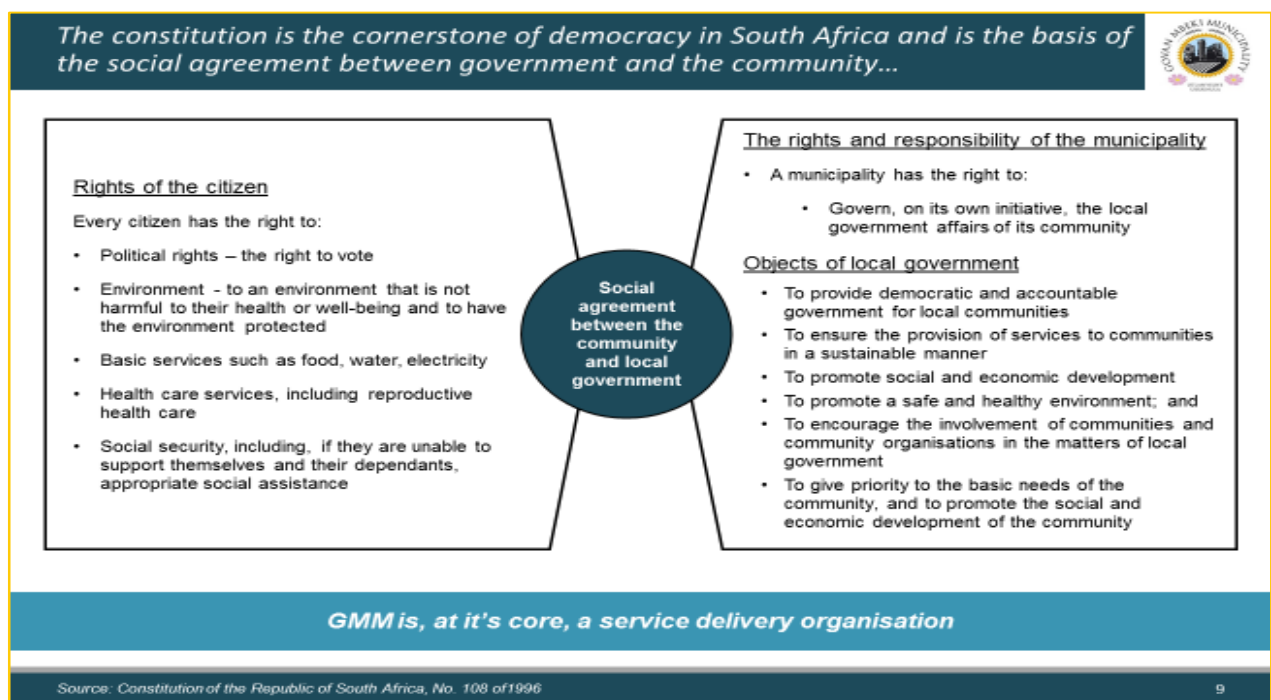 The constitution is the cornerstone of democracy in South Africa and is the basis of
the social agreement between government and the community...
GOVAN MBEKI MUNICIPALITY
Rights of the citizen
Every citizen has the right to:
• Political rights – the right to vote
• Environment - to an environment that is not
harmful to their health or well-being and to have
the environment protected
• Basic services such as food, water, electricity
• Health care services, including reproductive
health care
• Social security, including, if they are unable to
support themselves and their dependants,
appropriate social assistance
Social
agreement
between the
community
and local
government
The rights and responsibility of the municipality
• A municipality has the right to:
• Govern, on its own initiative, the local
government affairs of its community
Objects of local government
• To provide democratic and accountable
government for local communities
• To ensure the provision of services to communities
in a sustainable manner
• To promote social and economic development
• To promote a safe and healthy environment; and
• To encourage the involvement of communities and
community organisations in the matters of local
government
• To give priority to the basic needs of the
community, and to promote the social and
economic development of the community
GMM is, at it's core, a service delivery organisation
Source: Constitution of the Republic of South Africa, No. 108 of1996
9